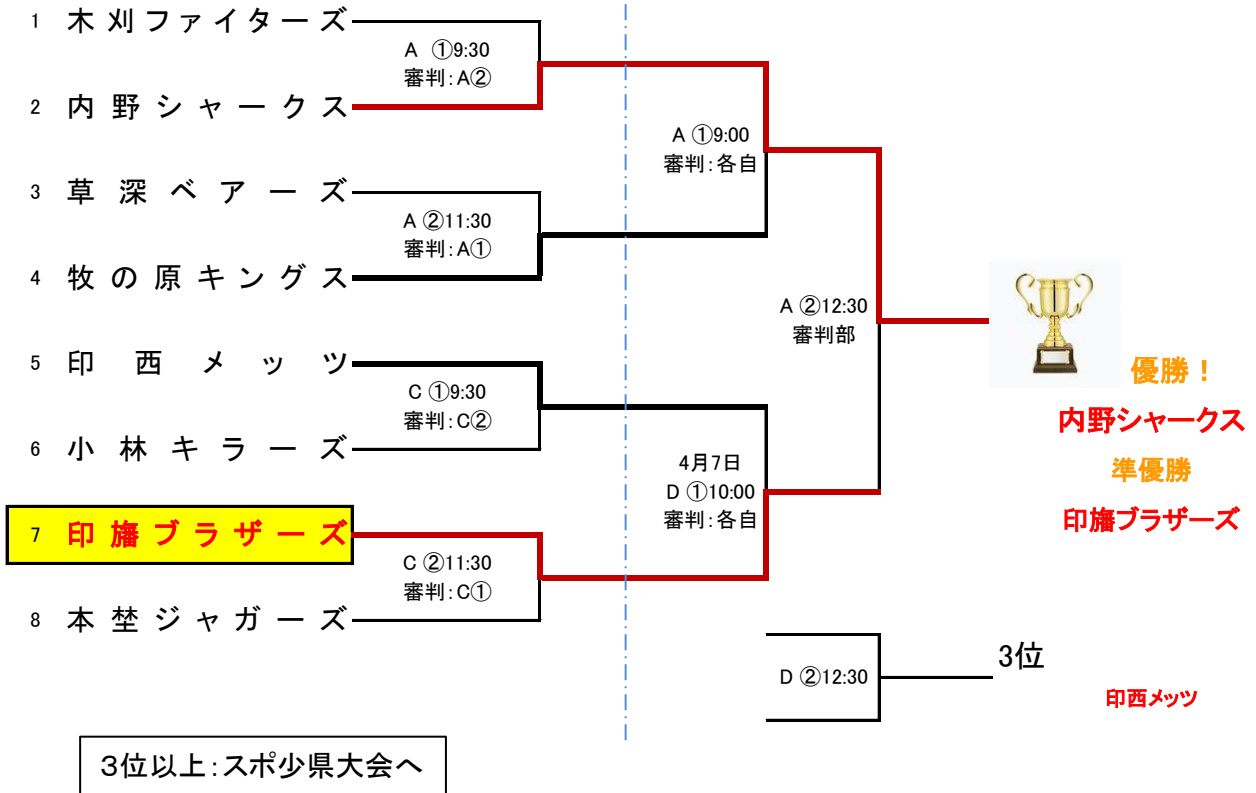 1 木刈ファイターズ
A ①9:30
審判:A②
2 内野シャークス
A ①9:00
審判:各自
3 草深ベアーズ
A ②11:30
審判:A①
4 牧の原キングス
A ②12:30
審判部
5 印西メッツ
C ①9:30
審判:C②
6 小林キラーズ
4月7日
D ①10:00
審判:各自
7 印旛ブラザーズ
C ②11:30
審判:C①
8 本埜ジャガーズ
優勝!
内野シャークス
準優勝
印旛ブラザーズ
D ②12:30
3位
印西メッツ
3位以上:スポ少県大会へ